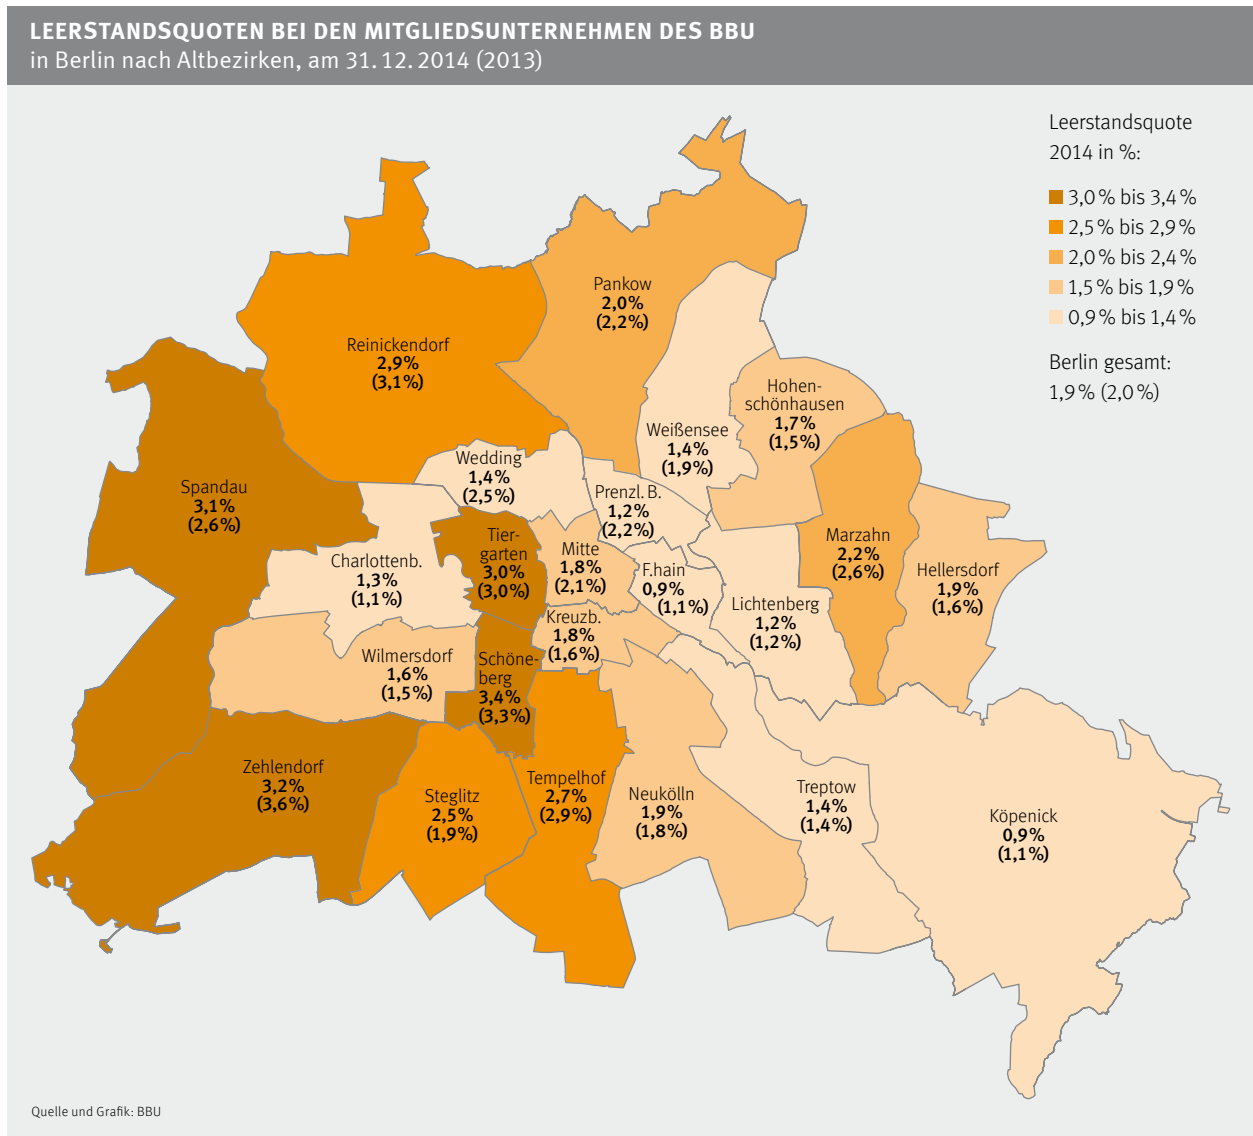 LEERSTANDSQUOTEN BEI DEN MITGLIEDSUNTERNEHMEN DES BBU
in Berlin nach Altbezirken, am 31.12.2014 (2013)
Leerstandsquote
2014 in %:
3,0 % bis 3,4 %
2,5 % bis 2,9 %
2,0 % bis 2,4 %
1,5 % bis 1,9 %
0,9 % bis 1,4 %
Berlin gesamt:
1,9 % (2,0 %)
Pankow
2,0%
(2,2%)
Reinickendorf
2,9%
(3,1%)
Hohen-
schönhausen
1,7%
(1,5%)
Weißensee
1,4%
(1,9%)
Wedding
1,4%
(2,5%)
Spandau
3,1%
(2,6%)
Prenzl. B.
1,2%
(2,2%)
Tier-
garten
3,0%
(3,0%)
Mitte
1,8%
(2,1%)
Marzahn
2,2%
(2,6%)
Charlottenb.
1,3%
(1,1%)
F.hain
0,9%
(1,1%)
Hellersdorf
1,9%
(1,6%)
Lichtenberg
1,2%
(1,2%)
Kreuzb.
1,8%
(1,6%)
Wilmersdorf
1,6%
(1,5%)
Schöne-
berg
3,4%
(3,3%)
Zehlendorf
3,2%
(3,6%)
Steglitz
2,5%
(1,9%)
Tempelhof
2,7%
(2,9%)
Neukölln
1,9%
(1,8%)
Treptow
1,4%
(1,4%)
Köpenick
0,9%
(1,1%)
Quelle und Grafik: BBU